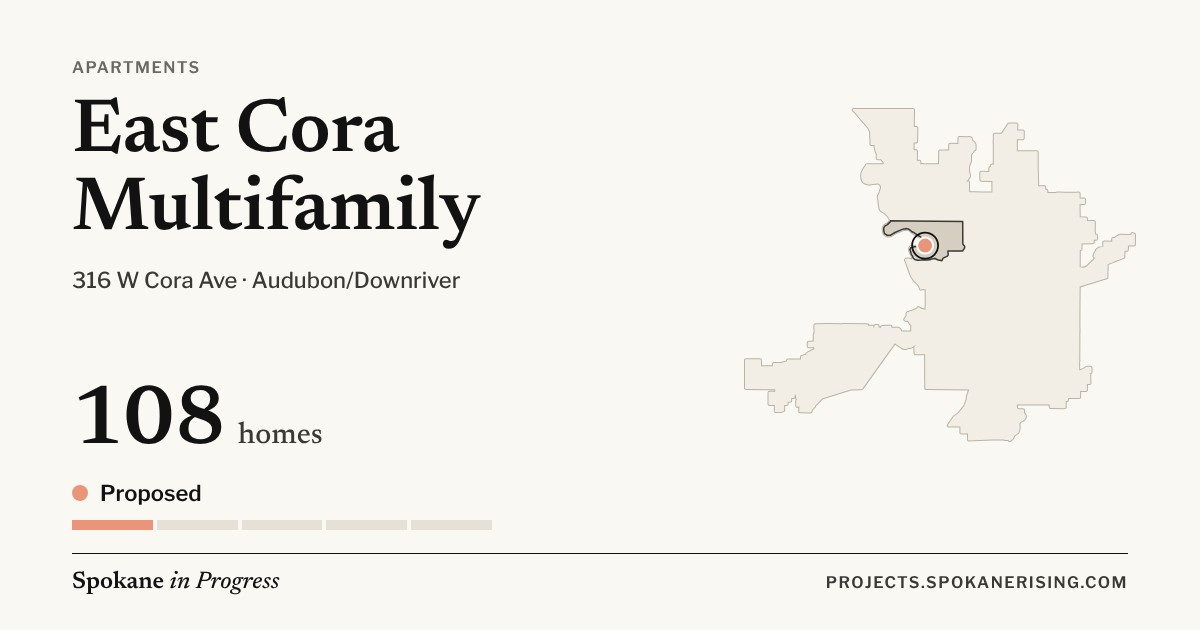 APARTMENTS
East Cora
Multifamily
316 W Cora Ave · Audubon/Downriver
108 homes
Proposed
Spokane in Progress
PROJECTS.SPOKANERISING.COM